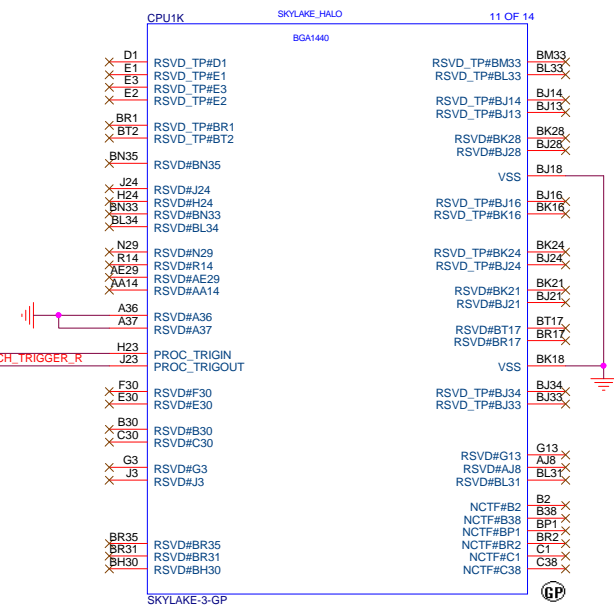 CPU1K SKYLAKE_HALO 11 OF 14
BGA1440
D1 RSVD_TP#D1
E1 RSVD_TP#E1
E3 RSVD_TP#E3
E2 RSVD_TP#E2
BR1 RSVD_TP#BR1
BT2 RSVD_TP#BT2
BN35 RSVD#BN35
J24 RSVD#J24
H24 RSVD#H24
BN33 RSVD#BN33
BL34 RSVD#BL34
N29 RSVD#N29
R14 RSVD#R14
AE29 RSVD#AE29
AA14 RSVD#AA14
A36 RSVD#A36
A37 RSVD#A37
H23 PROC_TRIGIN
CH_TRIGGER_R J23 PROC_TRIGOUT
F30 RSVD#F30
E30 RSVD#E30
B30 RSVD#B30
C30 RSVD#C30
G3 RSVD#G3
J3 RSVD#J3
BR35 RSVD#BR35
BR31 RSVD#BR31
BH30 RSVD#BH30
RSVD_TP#BM33 BM33
RSVD_TP#BL33 BL33
RSVD_TP#BJ14 BJ14
RSVD_TP#BJ13 BJ13
RSVD#BK28 BK28
RSVD#BJ28 BJ28
VSS BJ18
RSVD_TP#BJ16 BJ16
RSVD_TP#BK16 BK16
RSVD_TP#BK24 BK24
RSVD_TP#BJ24 BJ24
RSVD#BK21 BK21
RSVD#BJ21 BJ21
RSVD#BT17 BT17
RSVD#BR17 BR17
VSS BK18
RSVD_TP#BJ34 BJ34
RSVD_TP#BJ33 BJ33
RSVD#G13 G13
RSVD#AJ8 AJ8
RSVD#BL31 BL31
NCTF#B2 B2
NCTF#B38 B38
NCTF#BP1 BP1
NCTF#BR2 BR2
NCTF#C1 C1
NCTF#C38 C38
SKYLAKE-3-GP
GP